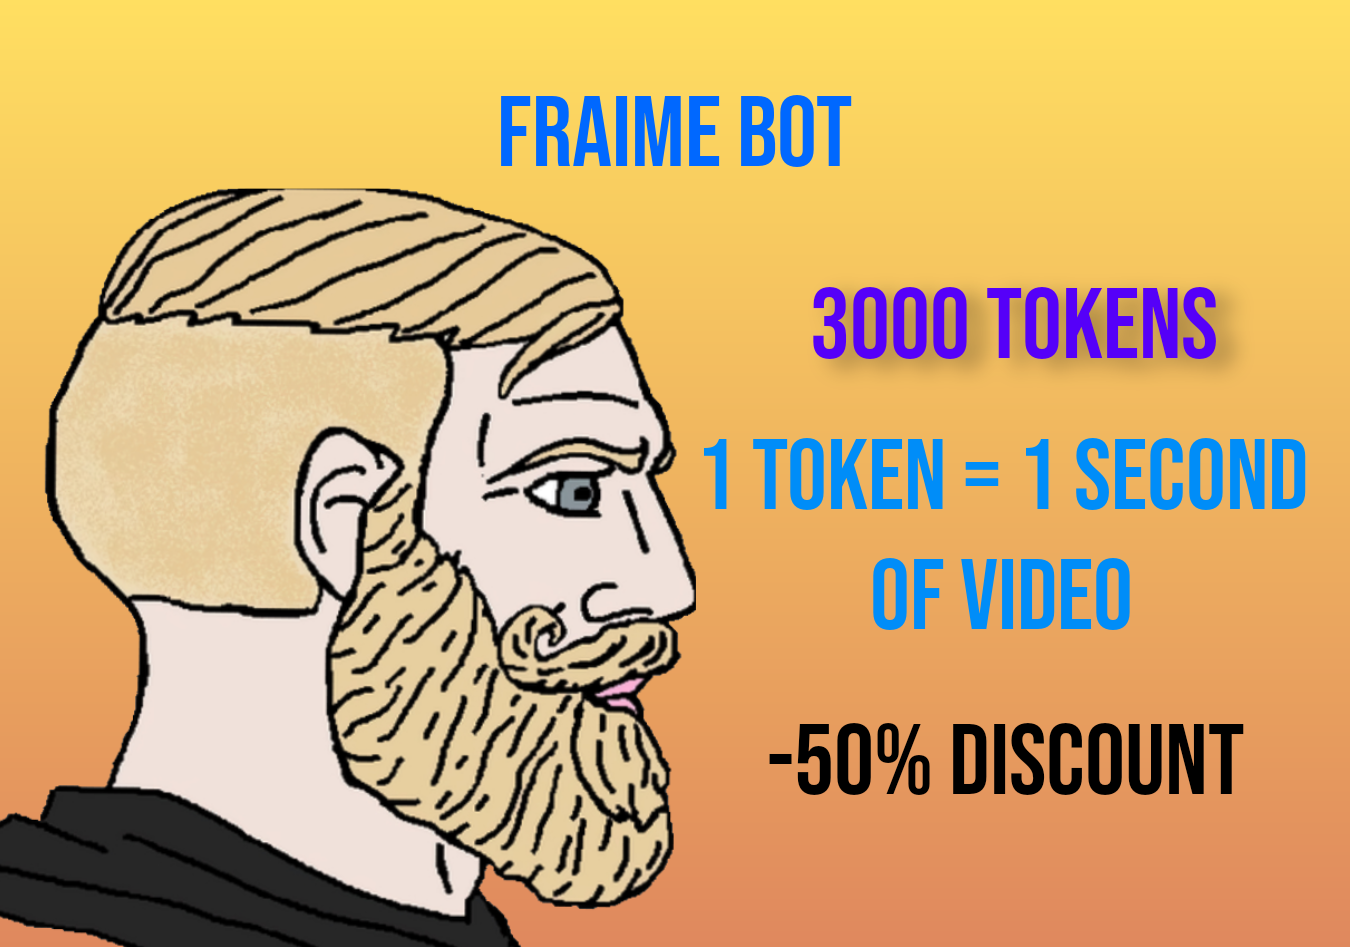 FRAIME BOT
3000 TOKENS
1 TOKEN = 1 SECOND
OF VIDEO
-50% DISCOUNT